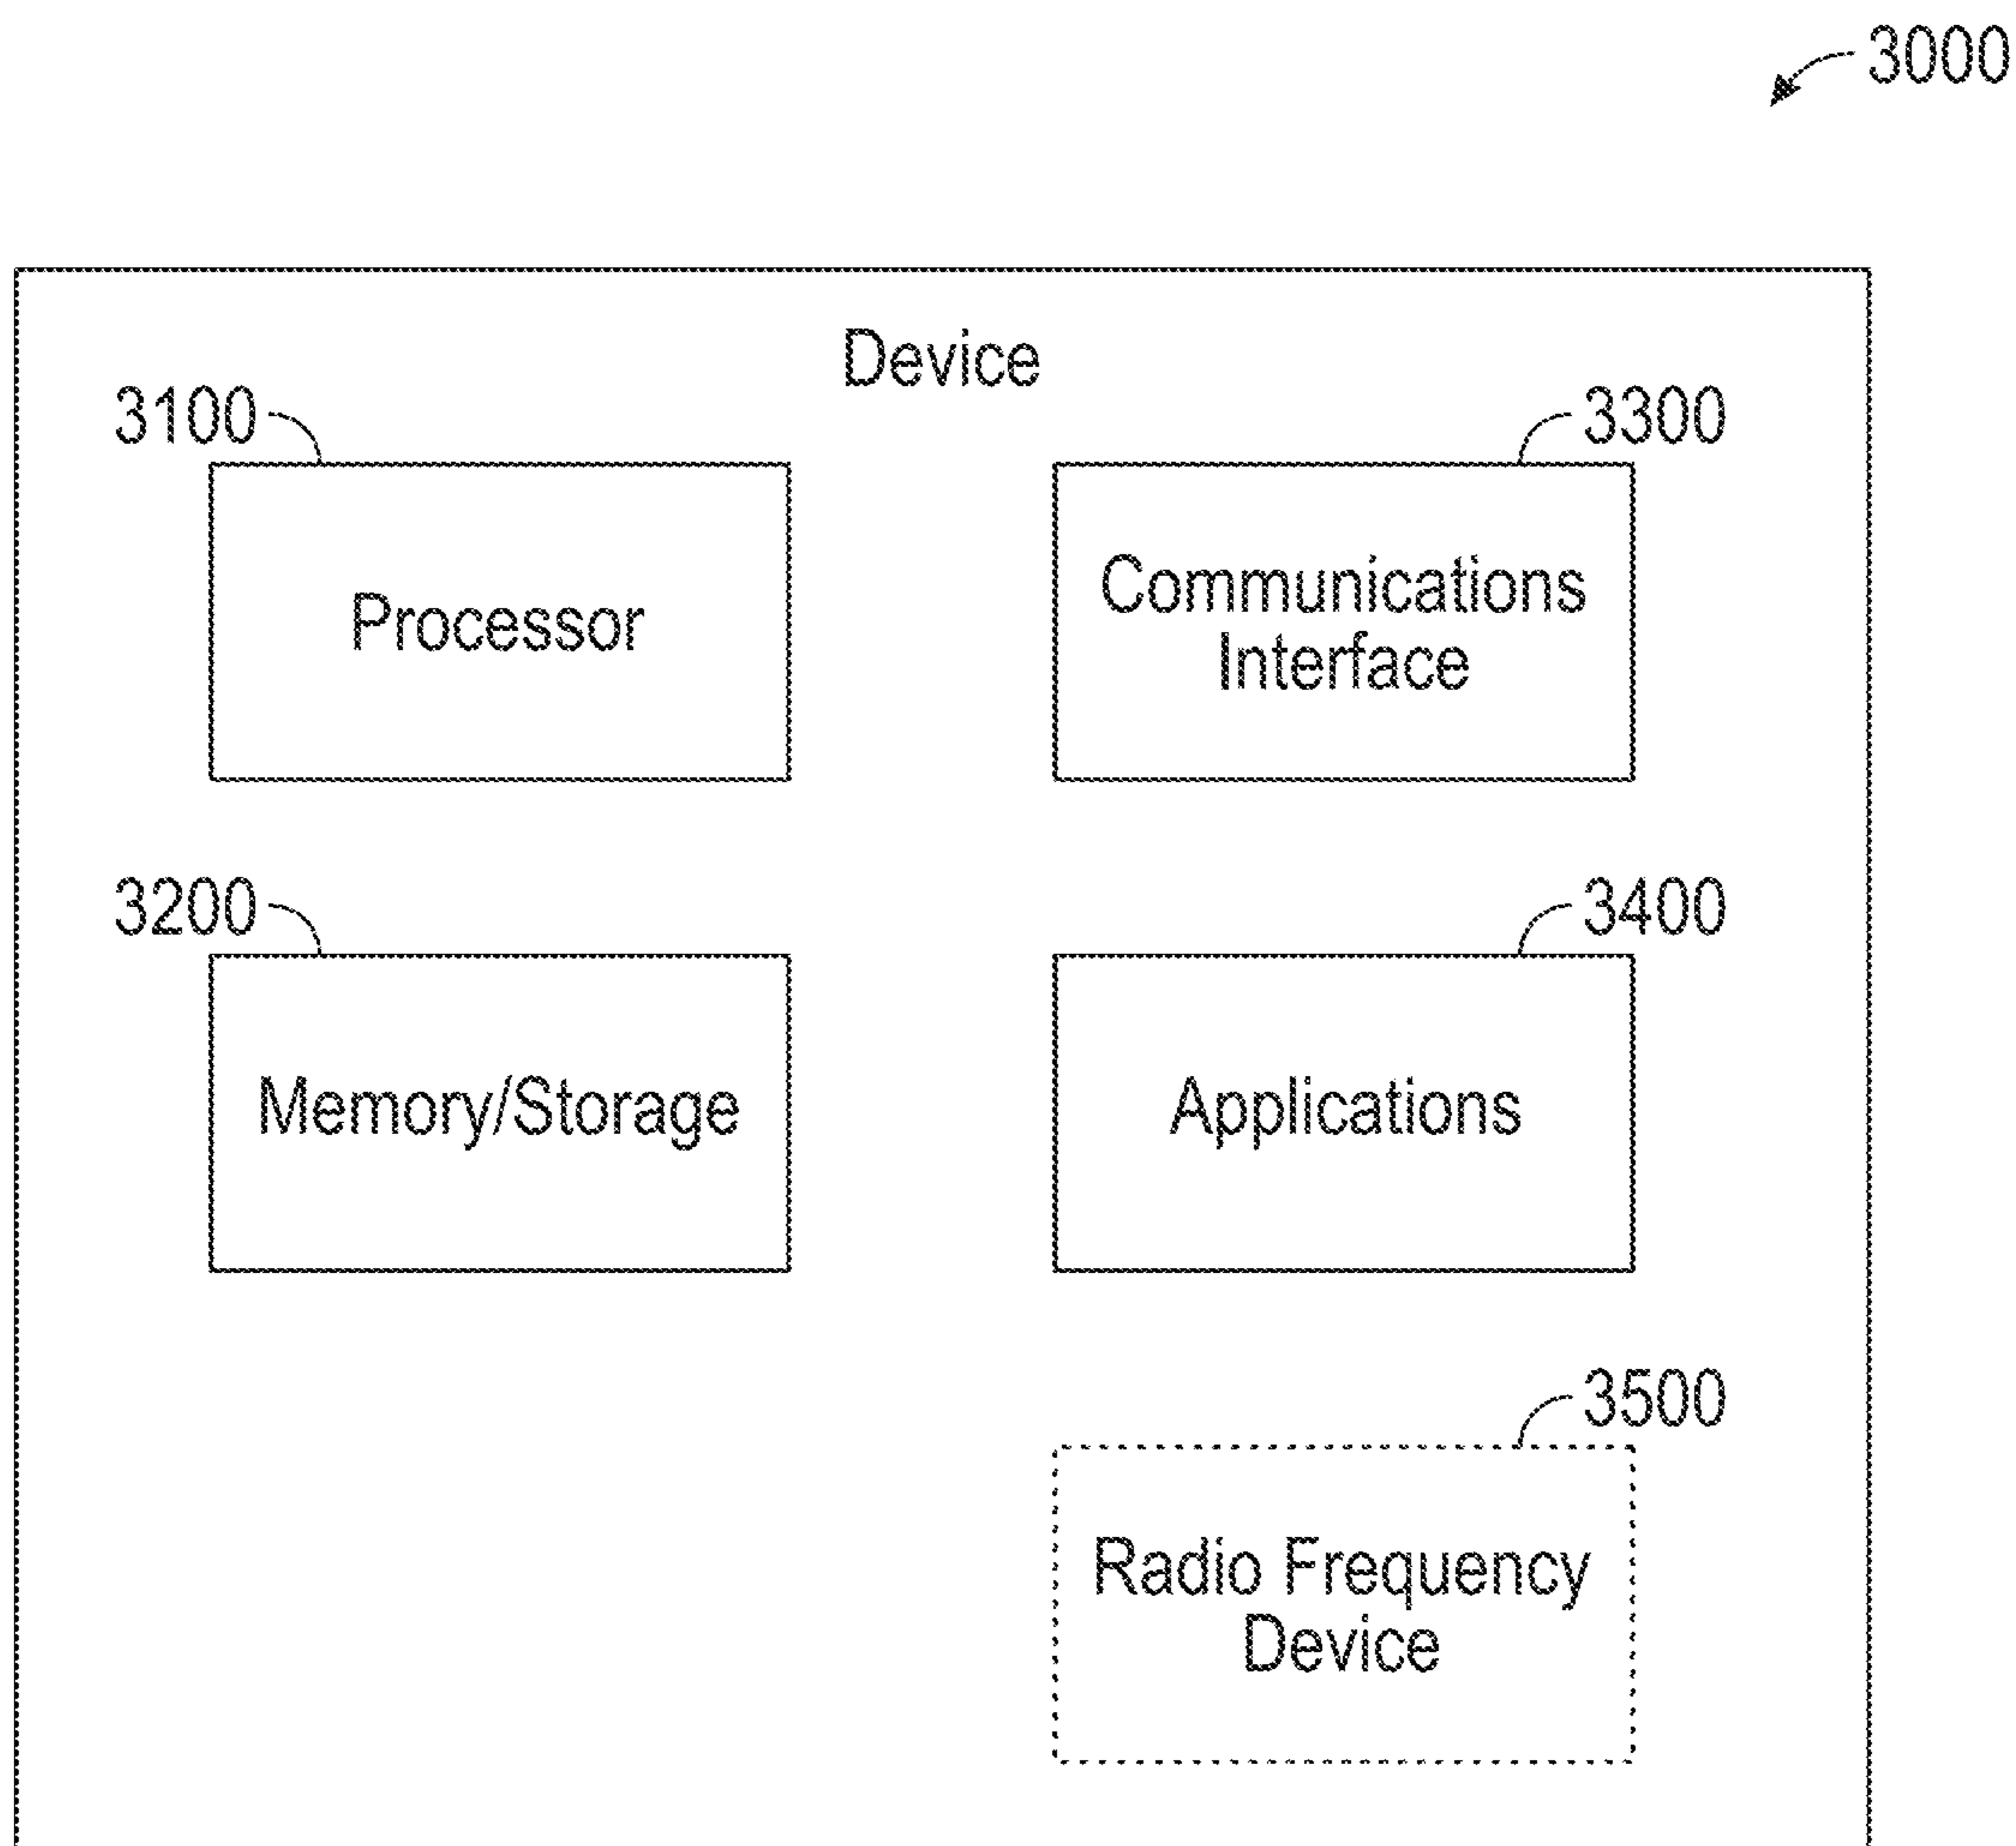 3000
Device
3100
3300
Processor
Communications
Interface
3200
3400
Memory/Storage
Applications
3500
Radio Frequency
Device